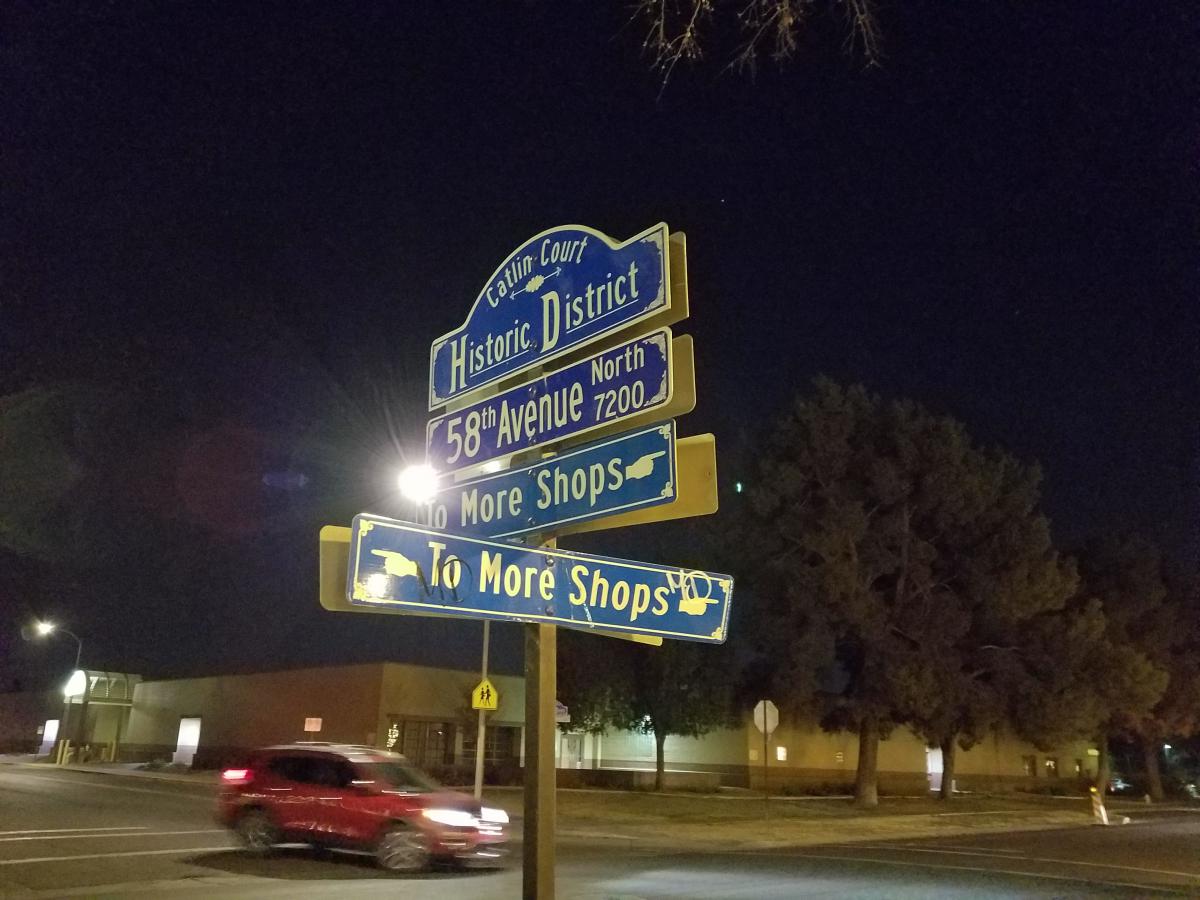 Catlin Court
Historic District
58th Avenue North
7200
To More Shops
To More Shops